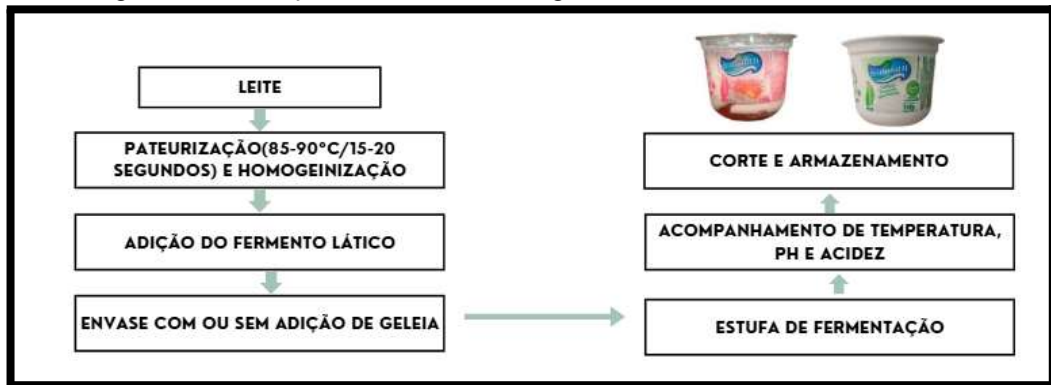 LEITE
PATEURIZAÇÃO(85-90°C/15-20
SEGUNDOS) E HOMOGEINIZAÇÃO
ADIÇÃO DO FERMENTO LÁTICO
ENVASE COM OU SEM ADIÇÃO DE GELEIA
ESTUFA DE FERMENTAÇÃO
ACOMPANHAMENTO DE TEMPERATURA,
PH E ACIDEZ
CORTE E ARMAZENAMENTO